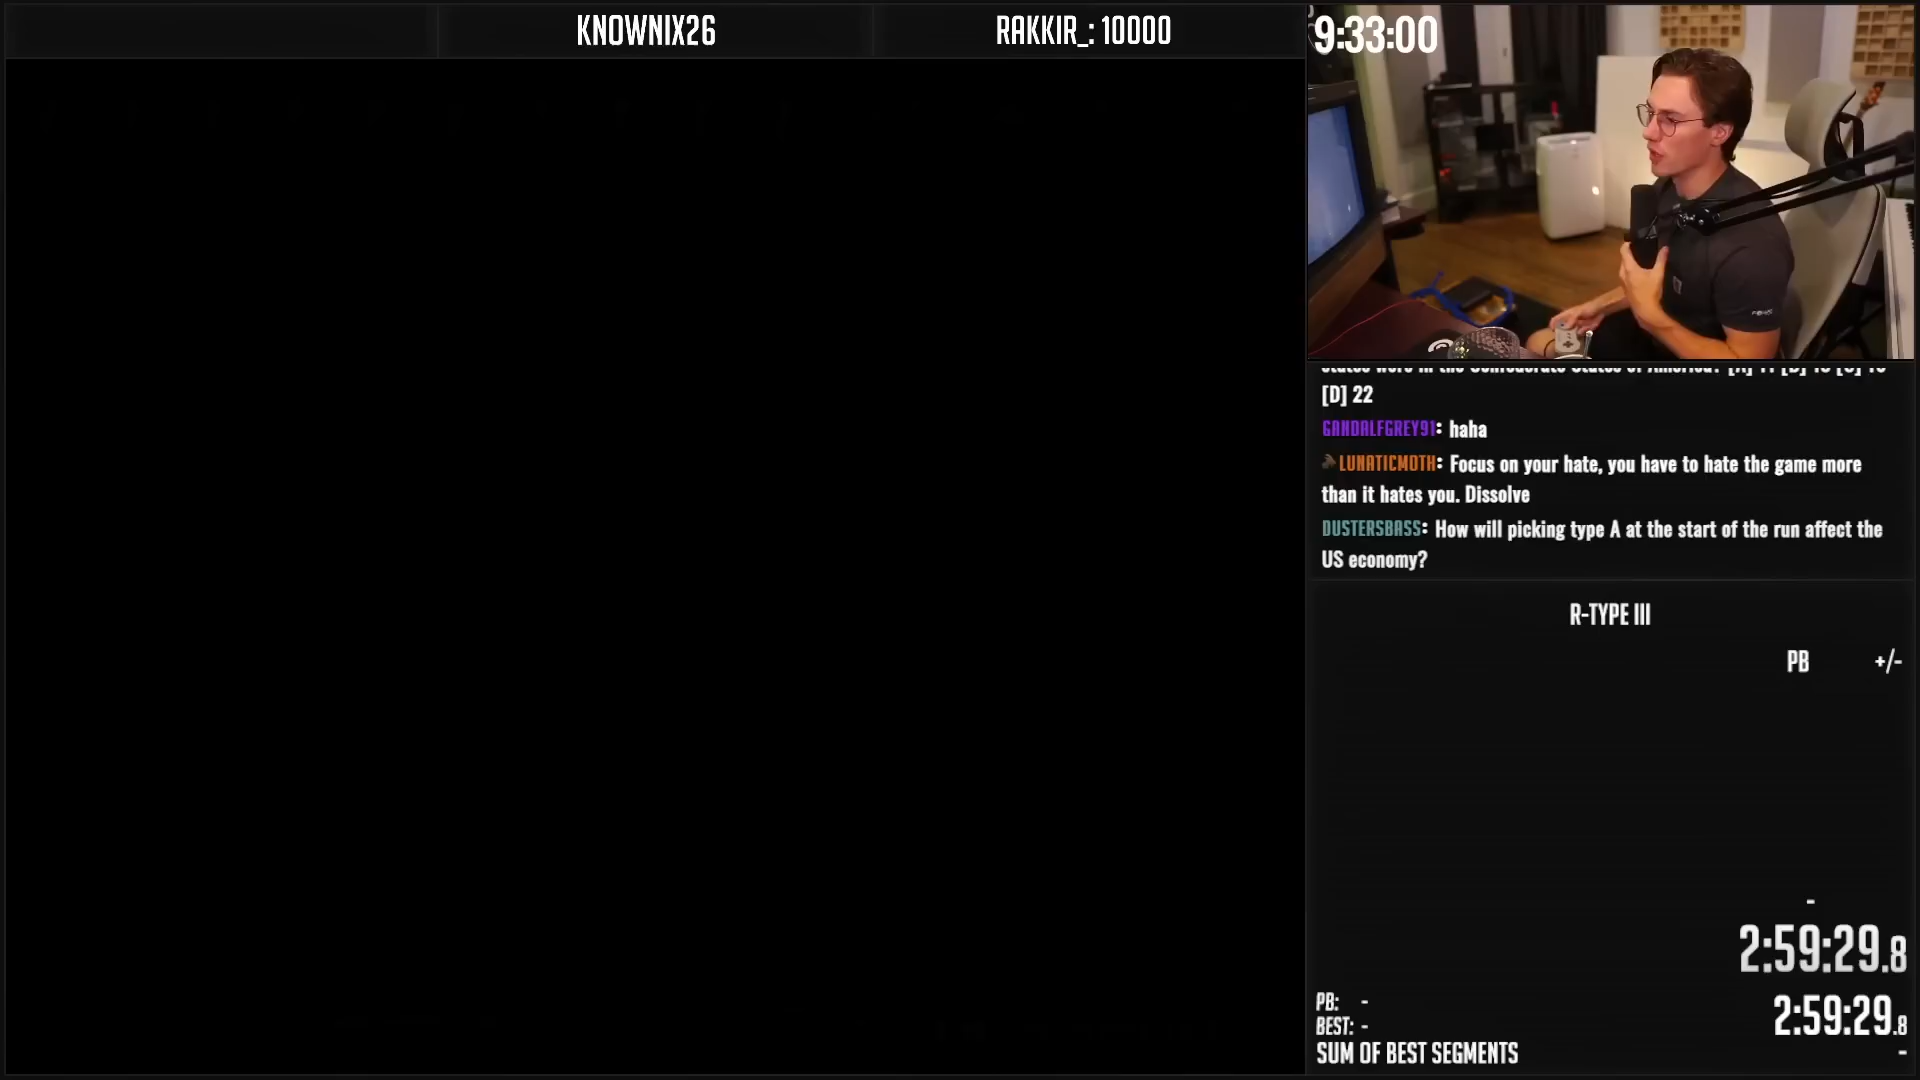 KNOWNIX26
RAKKIR_: 10000
9:33:00
[D] 22
GANDALFGREY91: haha
LUNATICMOTH: Focus on your hate, you have to hate the game more
than it hates you. Dissolve
DUSTERSBASS: How will picking type A at the start of the run affect the
US economy?
R-TYPE III
PB +/-
-
2:59:29.8
PB: -
2:59:29.8
BEST: -
SUM OF BEST SEGMENTS -